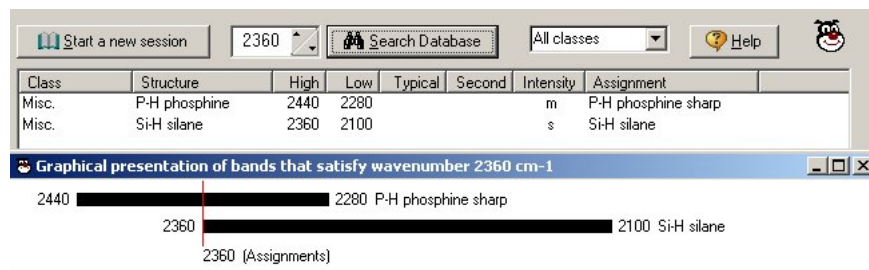 Start a new session 2360 Search Database All classes Help
Class Structure High Low Typical Second Intensity Assignment
Misc. P-H phosphine 2440 2280 m P-H phosphine sharp
Misc. Si-H silane 2360 2100 s Si-H silane
Graphical presentation of bands that satisfy wavenumber 2360 cm-1
2440 2280 P-H phosphine sharp
2360 2100 Si-H silane
2360 (Assignments)